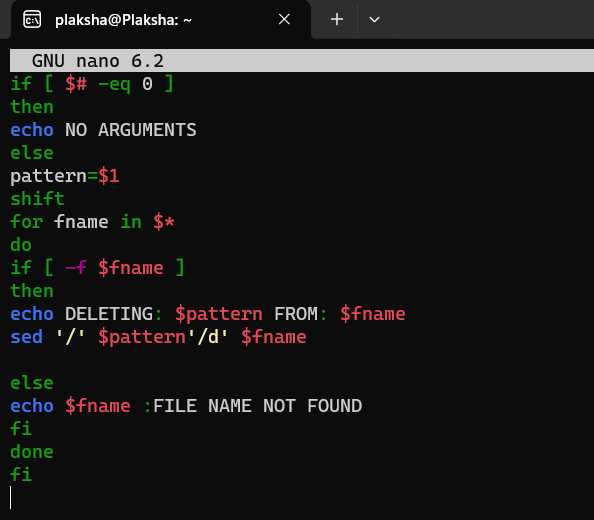 plaksha@Plaksha: ~
GNU nano 6.2
if [ $# -eq 0 ]
then
echo NO ARGUMENTS
else
pattern=$1
shift
for fname in $*
do
if [ -f $fname ]
then
echo DELETING: $pattern FROM: $fname
sed '/' $pattern'/d' $fname
else
echo $fname :FILE NAME NOT FOUND
fi
done
fi